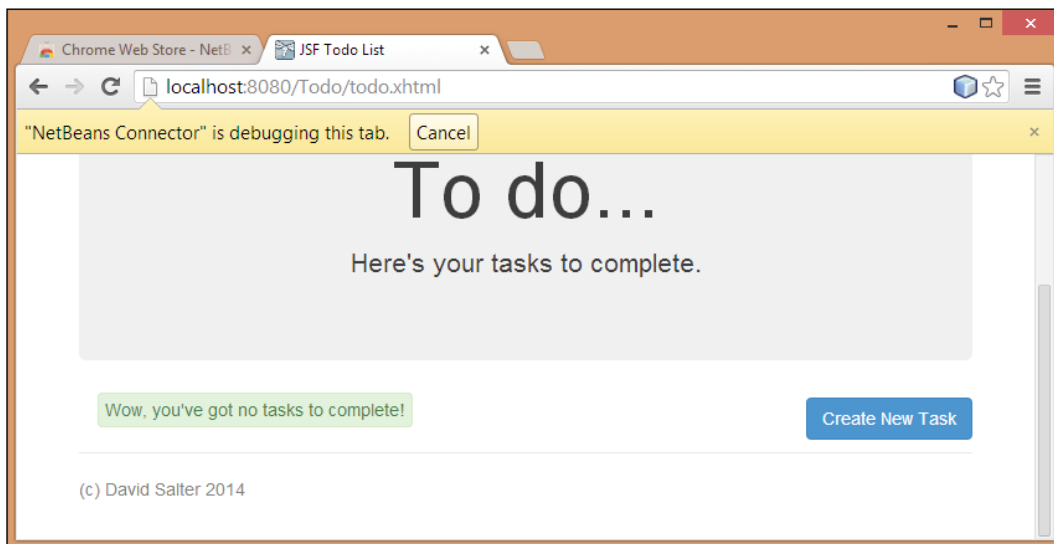 Chrome Web Store - NetB
JSF Todo List
localhost:8080/Todo/todo.xhtml
"NetBeans Connector" is debugging this tab. Cancel
To do...
Here's your tasks to complete.
Wow, you've got no tasks to complete!
Create New Task
(c) David Salter 2014